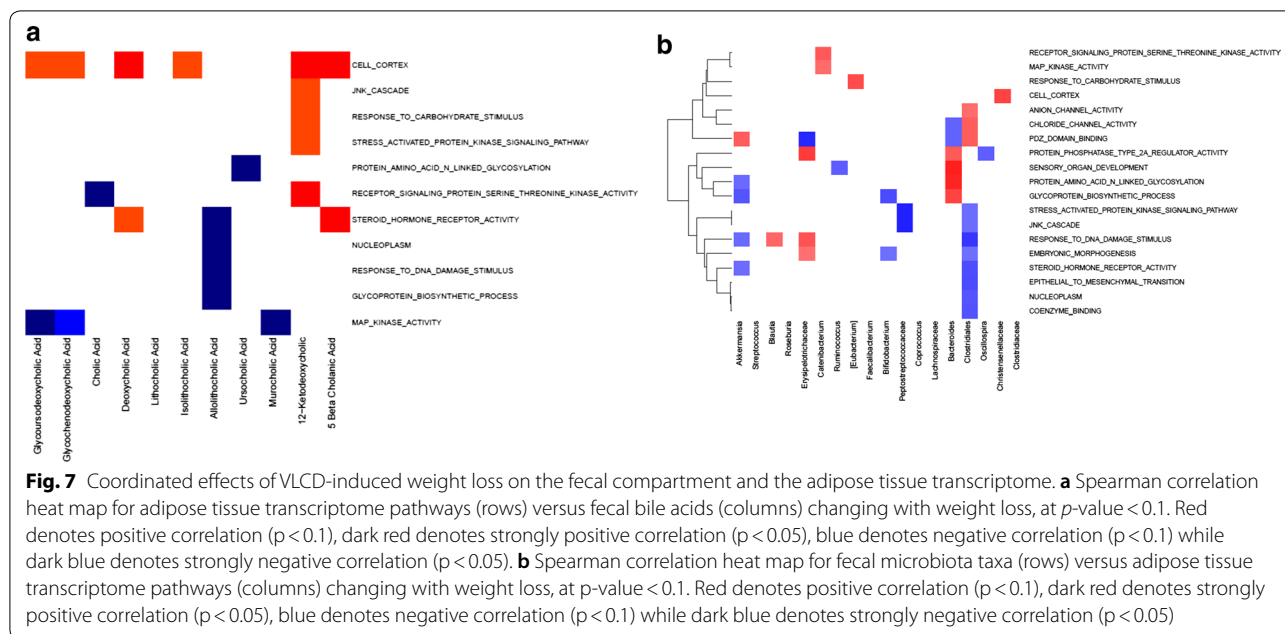 a
CELL_CORTEX
JNK_CASCADE
RESPONSE_TO_CARBOHYDRATE_STIMULUS
STRESS_ACTIVATED_PROTEIN_KINASE_SIGNALING_PATHWAY
PROTEIN_AMINO_ACID_N_LINKED_GLYCOSYLATION
RECEPTOR_SIGNALING_PROTEIN_SERINE_THREONINE_KINASE_ACTIVITY
STEROID_HORMONE_RECEPTOR_ACTIVITY
NUCLEOPLASM
RESPONSE_TO_DNA_DAMAGE_STIMULUS
GLYCOPROTEIN_BIOSYNTHETIC_PROCESS
MAP_KINASE_ACTIVITY
Glycoursodeoxycholic Acid
Glycochenodeoxycholic Acid
Cholic Acid
Deoxycholic Acid
Lithocholic Acid
Isolithocholic Acid
Allolithocholic Acid
Ursocholic Acid
Murocholic Acid
12-Ketodeoxycholic
5 Beta Cholanic Acid
b
RECEPTOR_SIGNALING_PROTEIN_SERINE_THREONINE_KINASE_ACTIVITY
MAP_KINASE_ACTIVITY
RESPONSE_TO_CARBOHYDRATE_STIMULUS
CELL_CORTEX
ANION_CHANNEL_ACTIVITY
CHLORIDE_CHANNEL_ACTIVITY
PDZ_DOMAIN_BINDING
PROTEIN_PHOSPHATASE_TYPE_2A_REGULATOR_ACTIVITY
SENSORY_ORGAN_DEVELOPMENT
PROTEIN_AMINO_ACID_N_LINKED_GLYCOSYLATION
GLYCOPROTEIN_BIOSYNTHETIC_PROCESS
STRESS_ACTIVATED_PROTEIN_KINASE_SIGNALING_PATHWAY
JNK_CASCADE
RESPONSE_TO_DNA_DAMAGE_STIMULUS
EMBRYONIC_MORPHOGENESIS
STEROID_HORMONE_RECEPTOR_ACTIVITY
EPITHELIAL_TO_MESENCHYMAL_TRANSITION
NUCLEOPLASM
COENZYME_BINDING
Akkermansia
Streptococcus
Blautia
Roseburia
Erysipelotrichaceae
Catenibacterium
Ruminococcus
[Eubacterium]
Faecalibacterium
Bifidobacterium
Peptostreptococcaceae
Coprococcus
Lachnospiraceae
Bacteroides
Clostridiales
Oscillospira
Christensenellaceae
Clostridiaceae
Fig. 7 Coordinated effects of VLCD-induced weight loss on the fecal compartment and the adipose tissue transcriptome. a Spearman correlation
heat map for adipose tissue transcriptome pathways (rows) versus fecal bile acids (columns) changing with weight loss, at p-value < 0.1. Red
denotes positive correlation (p < 0.1), dark red denotes strongly positive correlation (p < 0.05), blue denotes negative correlation (p < 0.1) while
dark blue denotes strongly negative correlation (p < 0.05). b Spearman correlation heat map for fecal microbiota taxa (rows) versus adipose tissue
transcriptome pathways (columns) changing with weight loss, at p-value < 0.1. Red denotes positive correlation (p < 0.1), dark red denotes strongly
positive correlation (p < 0.05), blue denotes negative correlation (p < 0.1) while dark blue denotes strongly negative correlation (p < 0.05)